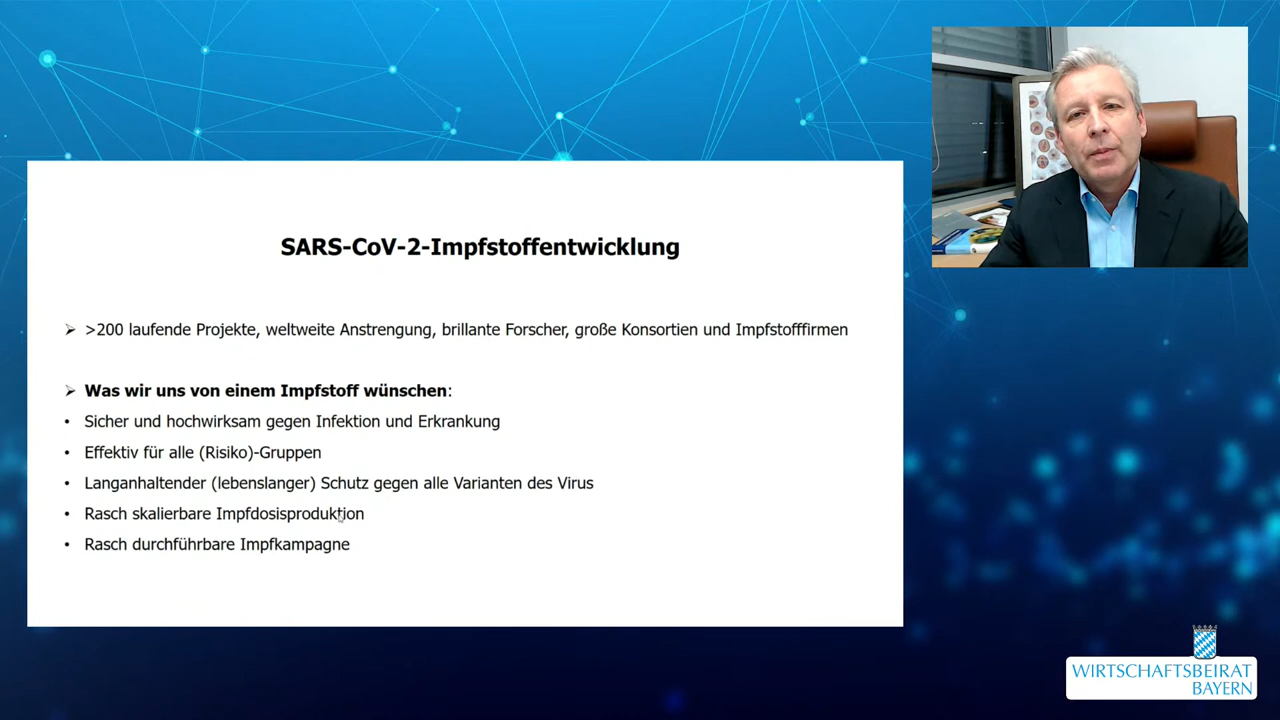 SARS-CoV-2-Impfstoffentwicklung
➢ >200 laufende Projekte, weltweite Anstrengung, brillante Forscher, große Konsortien und Impfstofffirmen
➢ Was wir uns von einem Impfstoff wünschen:
• Sicher und hochwirksam gegen Infektion und Erkrankung
• Effektiv für alle (Risiko)-Gruppen
• Langanhaltender (lebenslanger) Schutz gegen alle Varianten des Virus
• Rasch skalierbare Impfdosisproduktion
• Rasch durchführbare Impfkampagne
WIRTSCHAFTSBEIRAT
BAYERN